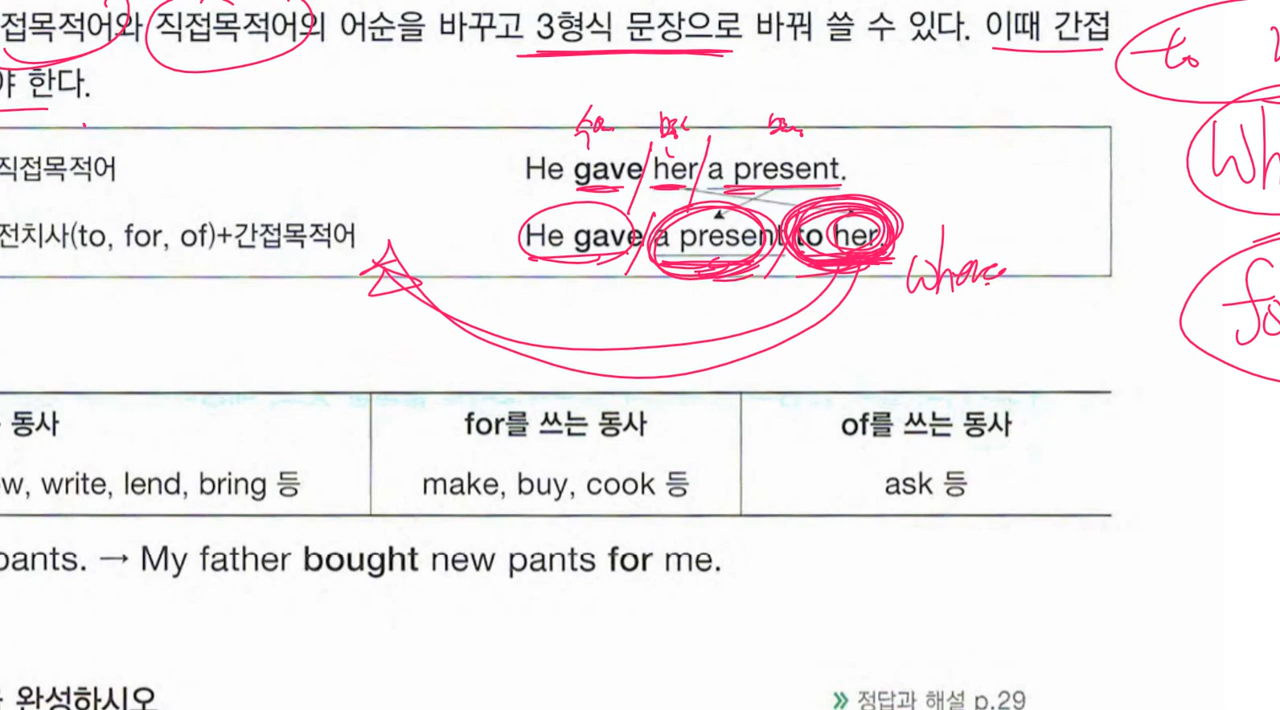 접목적어와 직접목적어의 어순을 바꾸고 3형식 문장으로 바꿔 쓸 수 있다. 이때 간접
야 한다.
to
직접목적어 He gave her a present.
전치사(to, for, of)+간접목적어 He gave a present to her.
동사 for를 쓰는 동사 of를 쓰는 동사
write, lend, bring 등 make, buy, cook 등 ask 등
pants. → My father bought new pants for me.
완성하시오
» 정답과 해설 p.29